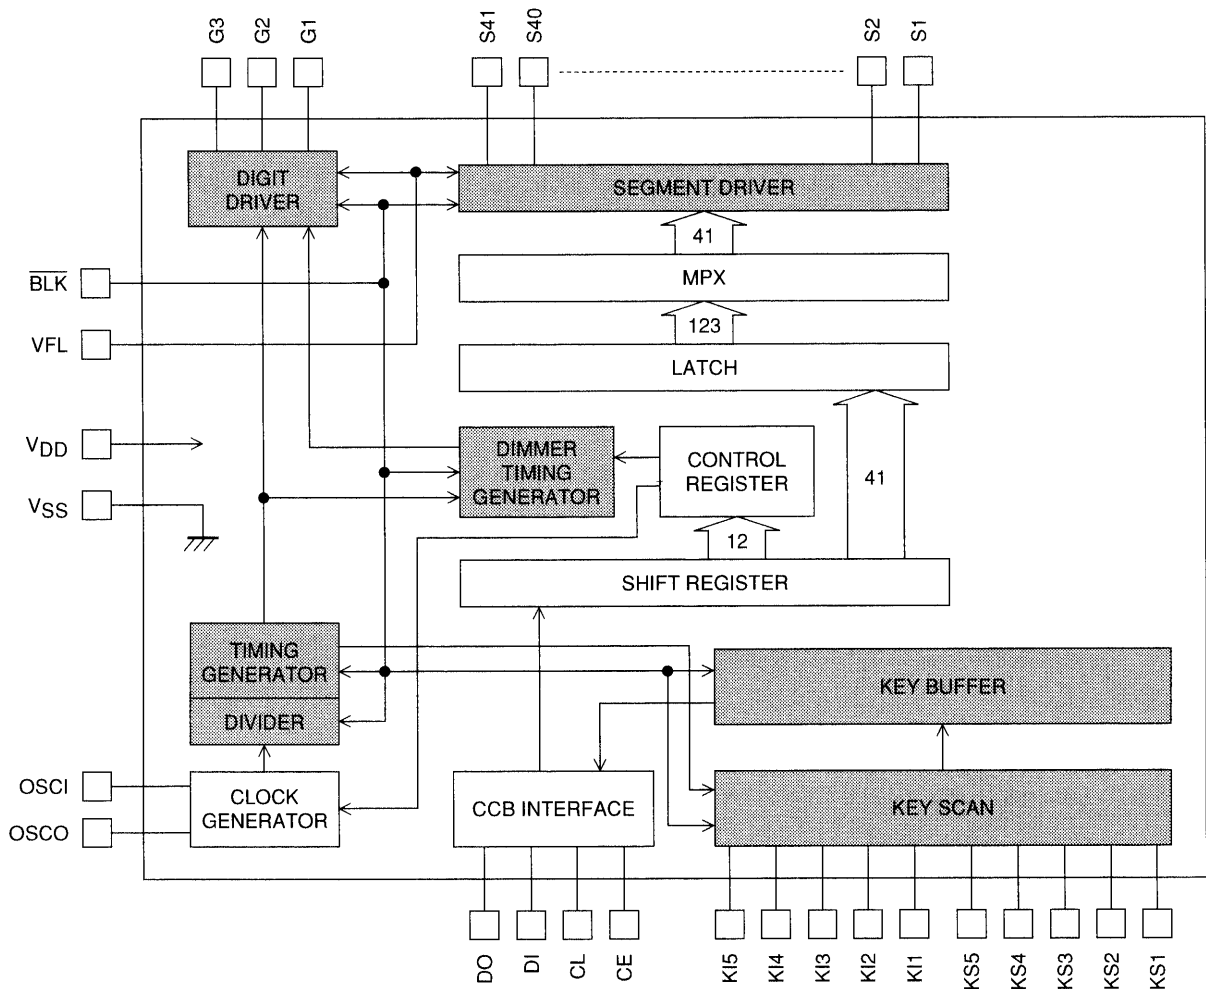 G3
G2
G1
S41
S40
S2
S1
DIGIT
DRIVER
SEGMENT DRIVER
41
BLK
MPX
123
VFL
LATCH
VDD
DIMMER
TIMING
GENERATOR
CONTROL
REGISTER
41
VSS
12
SHIFT REGISTER
TIMING
GENERATOR
KEY BUFFER
DIVIDER
OSCI
CLOCK
GENERATOR
CCB INTERFACE
KEY SCAN
OSCO
DO
DI
CL
CE
KI5
KI4
KI3
KI2
KI1
KS5
KS4
KS3
KS2
KS1